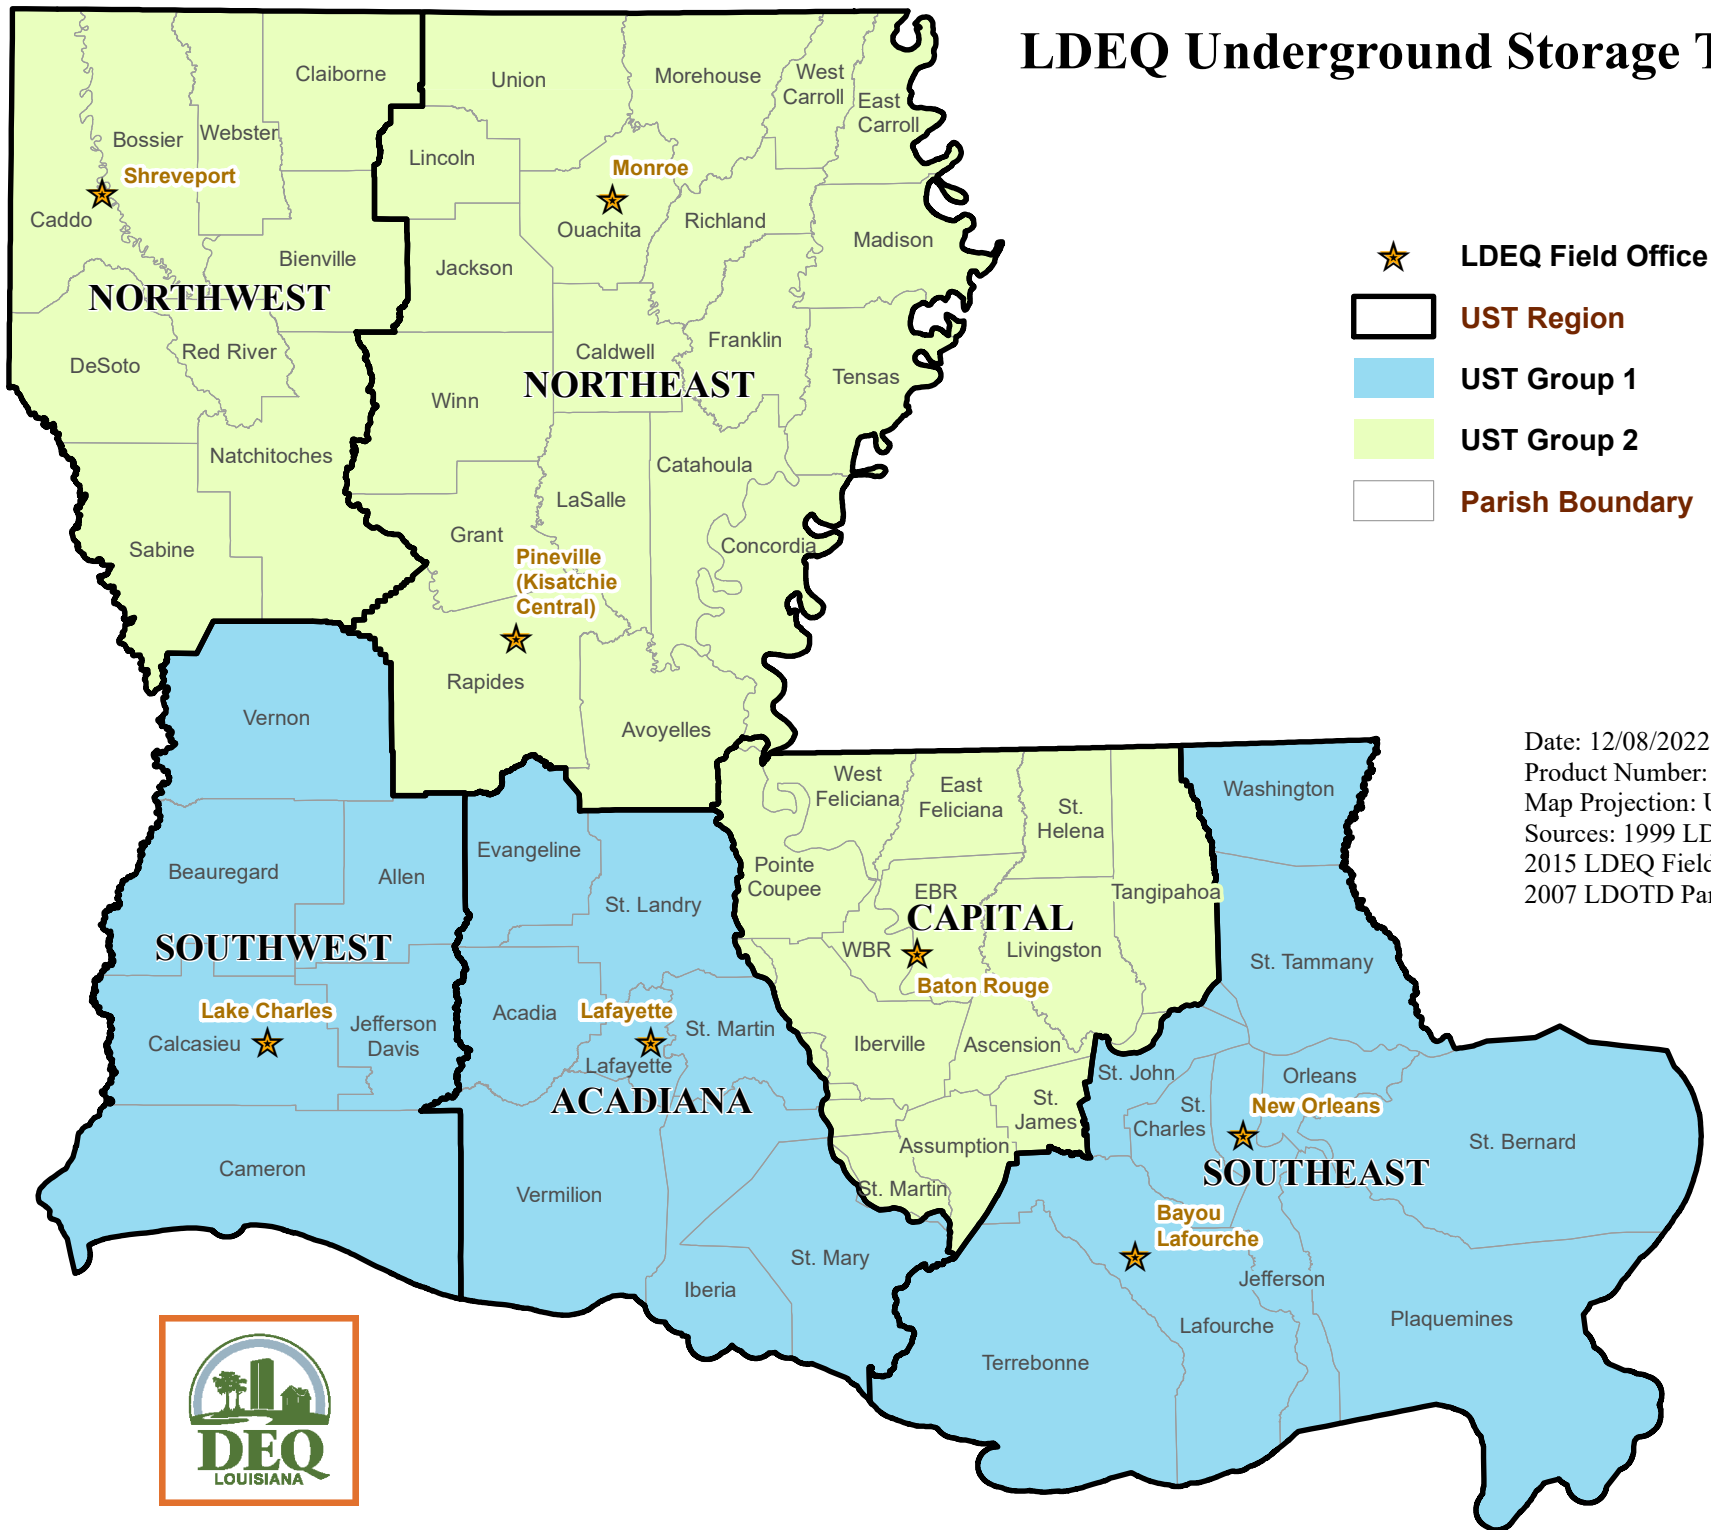 LDEQ Underground Storage T
LDEQ Field Office
UST Region
UST Group 1
UST Group 2
Parish Boundary
Date: 12/08/2022
Product Number:
Map Projection: U
Sources: 1999 LD
2015 LDEQ Field
2007 LDOTD Par
Claiborne
Union
Morehouse
West
Carroll
East
Carroll
Bossier
Webster
Lincoln
Shreveport
Monroe
Caddo
Ouachita
Richland
Madison
Bienville
Jackson
NORTHWEST
Franklin
Red River
DeSoto
Caldwell
NORTHEAST
Tensas
Winn
Natchitoches
Catahoula
LaSalle
Sabine
Grant
Concordia
Pineville
(Kisatchie
Central)
Rapides
Vernon
Avoyelles
West
Feliciana
East
Feliciana
St.
Helena
Washington
Evangeline
Beauregard
Allen
Pointe
Coupee
EBR
Tangipahoa
St. Landry
CAPITAL
SOUTHWEST
WBR
Livingston
St. Tammany
Baton Rouge
Lake Charles
Acadia
Lafayette
St. Martin
Calcasieu
Jefferson
Davis
Lafayette
Iberville
Ascension
St. John
Orleans
ACADIANA
St.
James
St.
Charles
New Orleans
Assumption
St. Bernard
Cameron
Vermilion
St. Martin
SOUTHEAST
Bayou
Lafourche
St. Mary
Iberia
Jefferson
Lafourche
Plaquemines
Terrebonne
DEQ
LOUISIANA